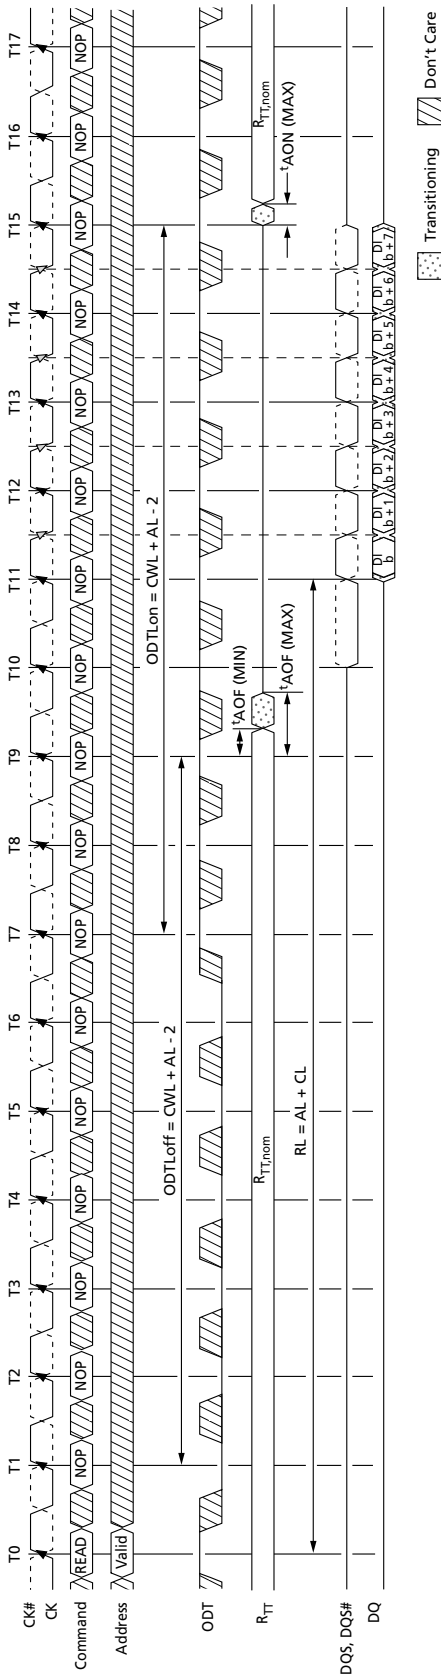 T0 T1 T2 T3 T4 T5 T6 T7 T8 T9 T10 T11 T12 T13 T14 T15 T16 T17
CK#
CK
Command READ NOP NOP NOP NOP NOP NOP NOP NOP NOP NOP NOP NOP NOP NOP NOP NOP NOP
Address Valid
ODTLon = CWL + AL - 2
ODTLoff = CWL + AL - 2
ODT
tAOF (MIN)
RTT RTT,nom RTT,nom
tAOF (MAX) tAON (MAX)
RL = AL + CL
DQS, DQS#
DQ DI b DI b + 1 DI b + 2 DI b + 3 DI b + 4 DI b + 5 DI b + 6 DI b + 7
Transitioning Don't Care